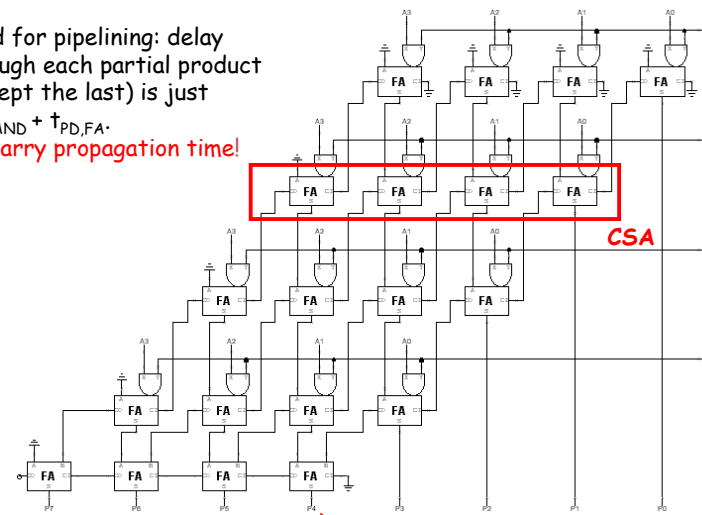 A3 A2 A1 A0
d for pipelining: delay
ugh each partial product
ept the last) is just
AND + tPD,FA.
arry propagation time!
FA FA FA FA
A3 A2 A1 A0
FA FA FA FA
CSA
A3 A2 A1 A0
FA FA FA FA
A3 A2 A1 A0
FA FA FA FA
FA FA FA FA
P7 P6 P5 P4 P3 P2 P1 P0